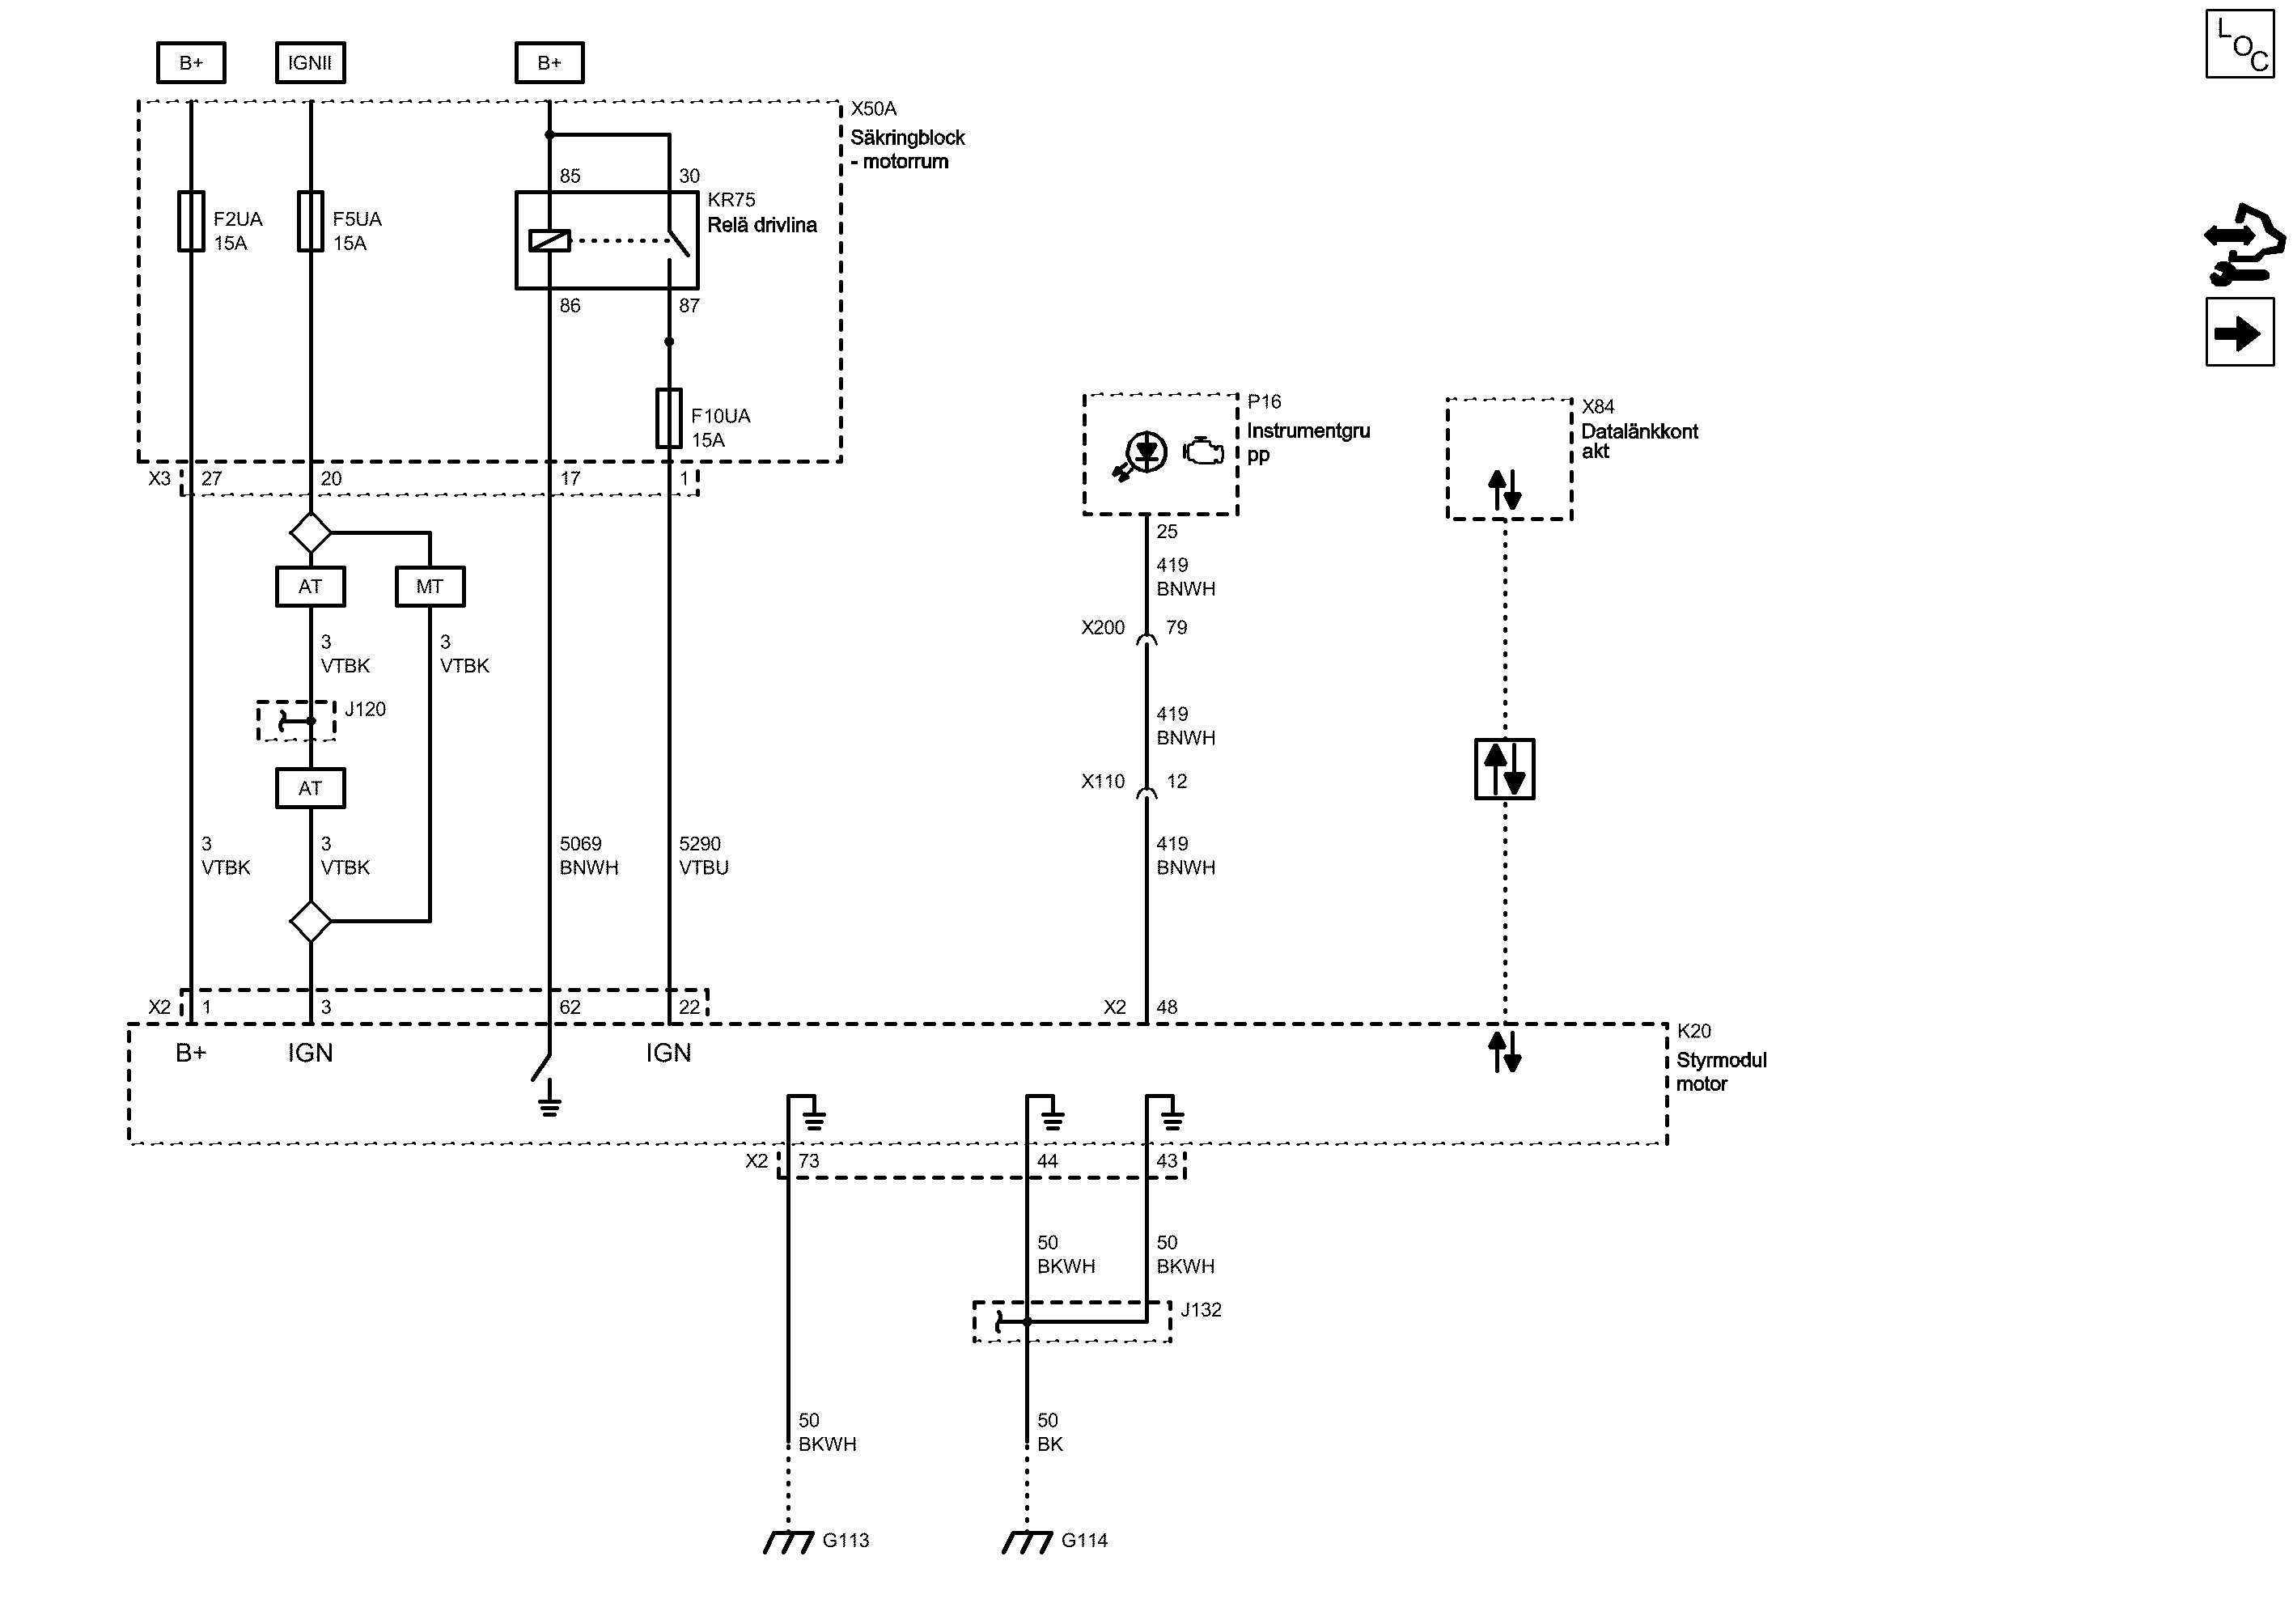 B+
IGNII
B+
LOC
X50A
Säkringblock
- motorrum
85
30
KR75
Relä drivlina
F2UA
15A
F5UA
15A
86
87
F10UA
15A
P16
Instrumentgru
pp
X84
Datalänkkont
akt
X3
27
20
17
1
25
419
BNWH
AT
MT
X200
79
3
VTBK
3
VTBK
J120
419
BNWH
AT
X110
12
3
VTBK
3
VTBK
5069
BNWH
5290
VTBU
419
BNWH
X2
1
3
62
22
X2
48
K20
Styrmodul
motor
B+
IGN
IGN
X2
73
44
43
50
BKWH
50
BKWH
J132
50
BKWH
50
BK
G113
G114